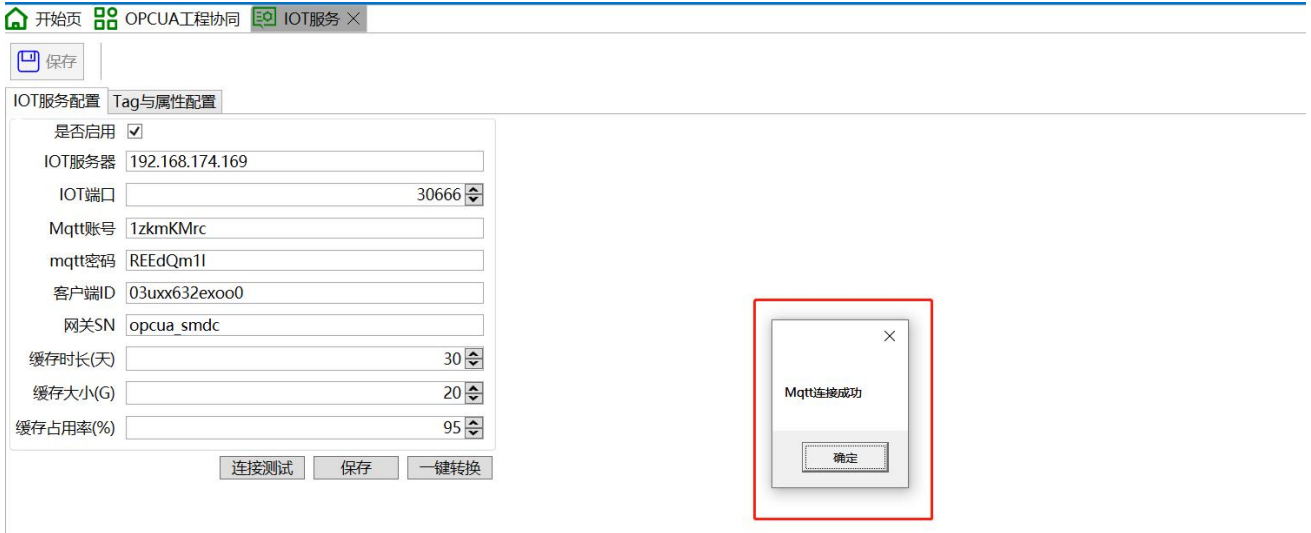 开始页 OPCUA工程协同 IOT服务
保存
IOT服务配置 Tag与属性配置
是否启用
IOT服务器 192.168.174.169
IOT端口 30666
Mqtt账号 1zkmKMrc
mqtt密码 REEdQm1l
客户端ID 03uxx632exoo0
网关SN opcua_smdc
缓存时长(天) 30
缓存大小(G) 20
缓存占用率(%) 95
连接测试 保存 一键转换
Mqtt连接成功
确定